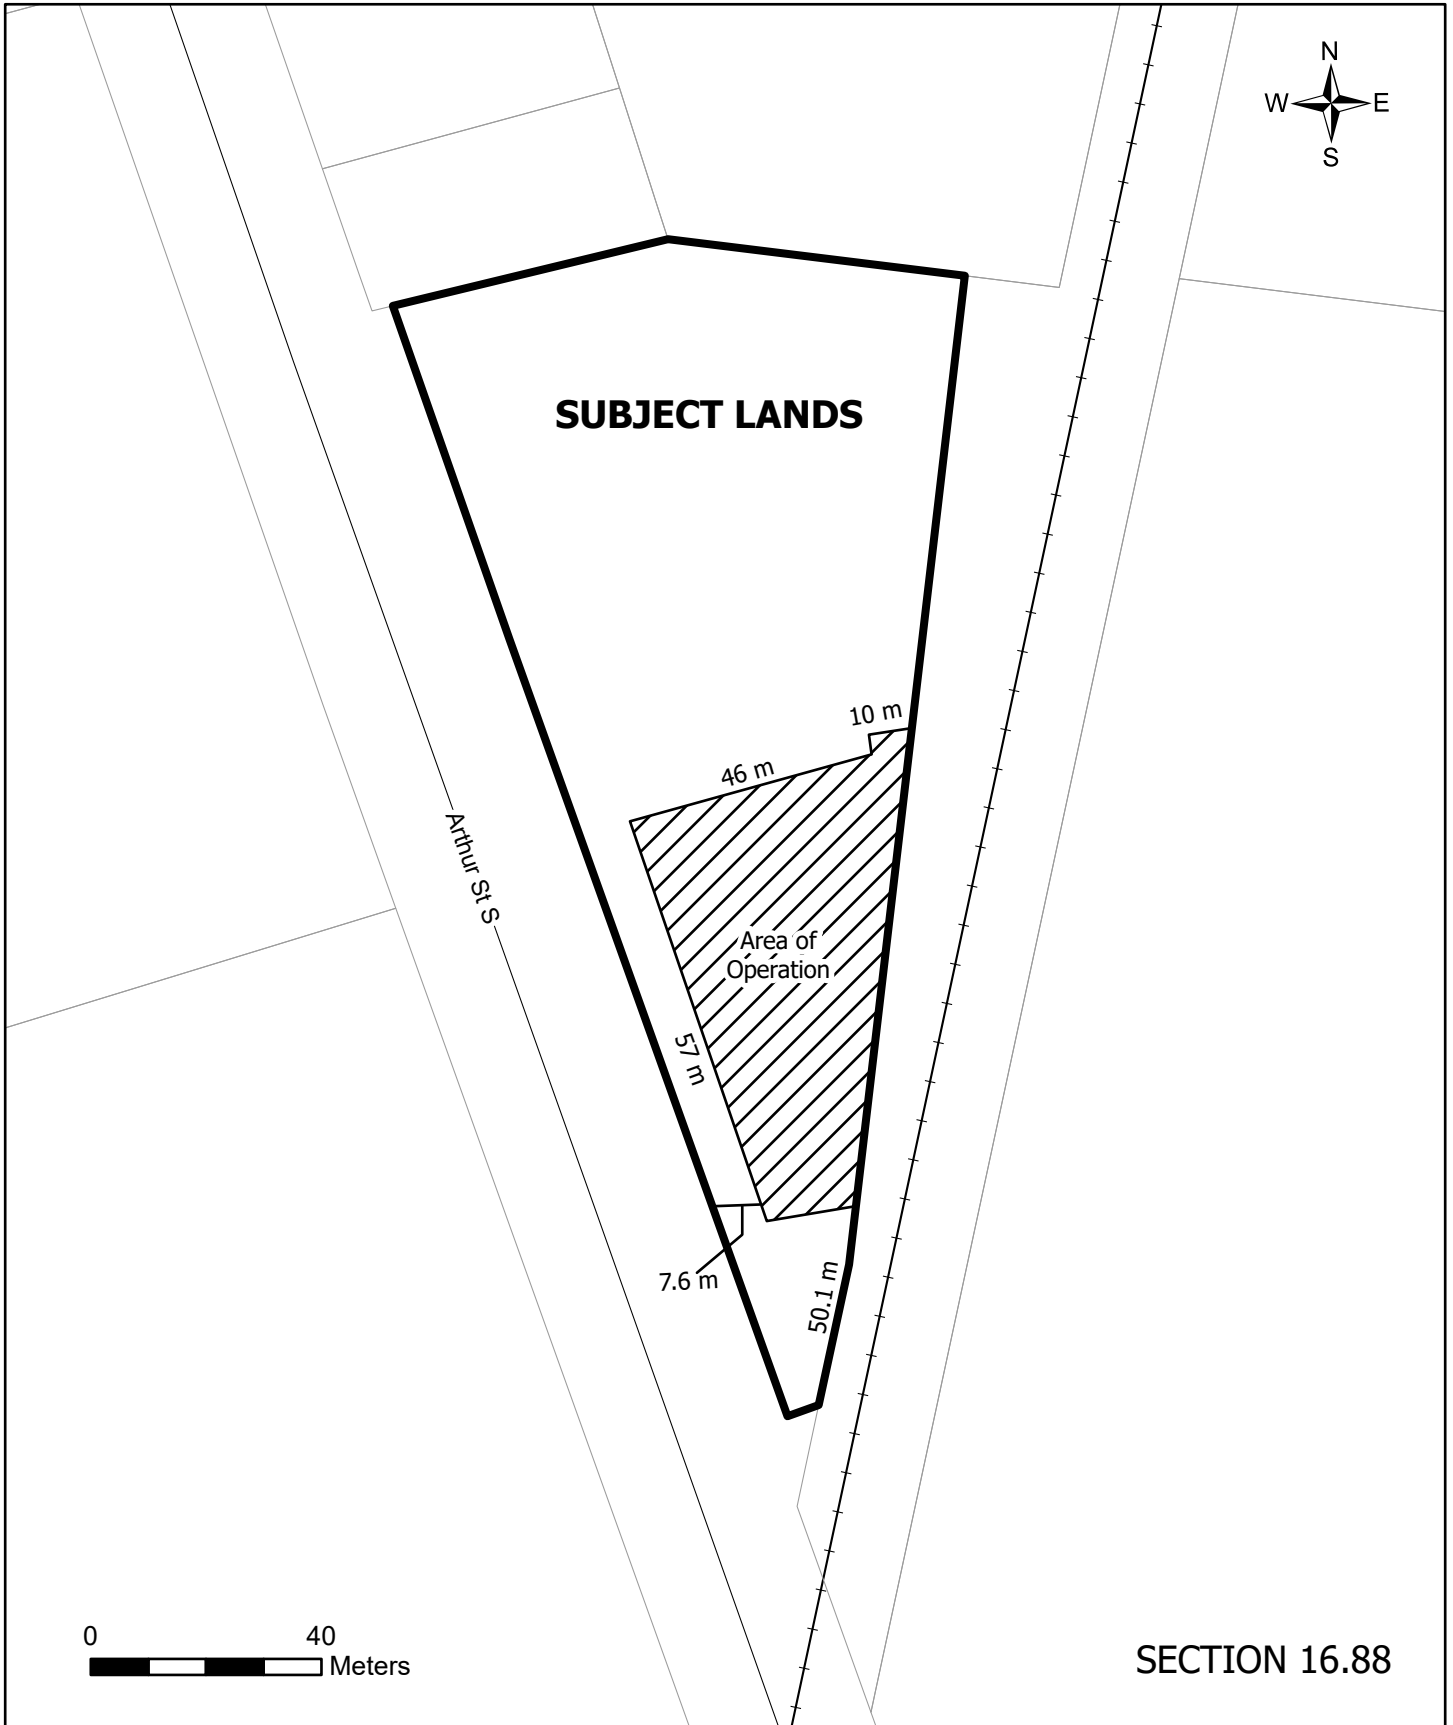 N
W E
S
SUBJECT LANDS
10 m
46 m
Arthur St S
Area of
Operation
57 m
7.6 m
50.1 m
0 40
Meters
SECTION 16.88